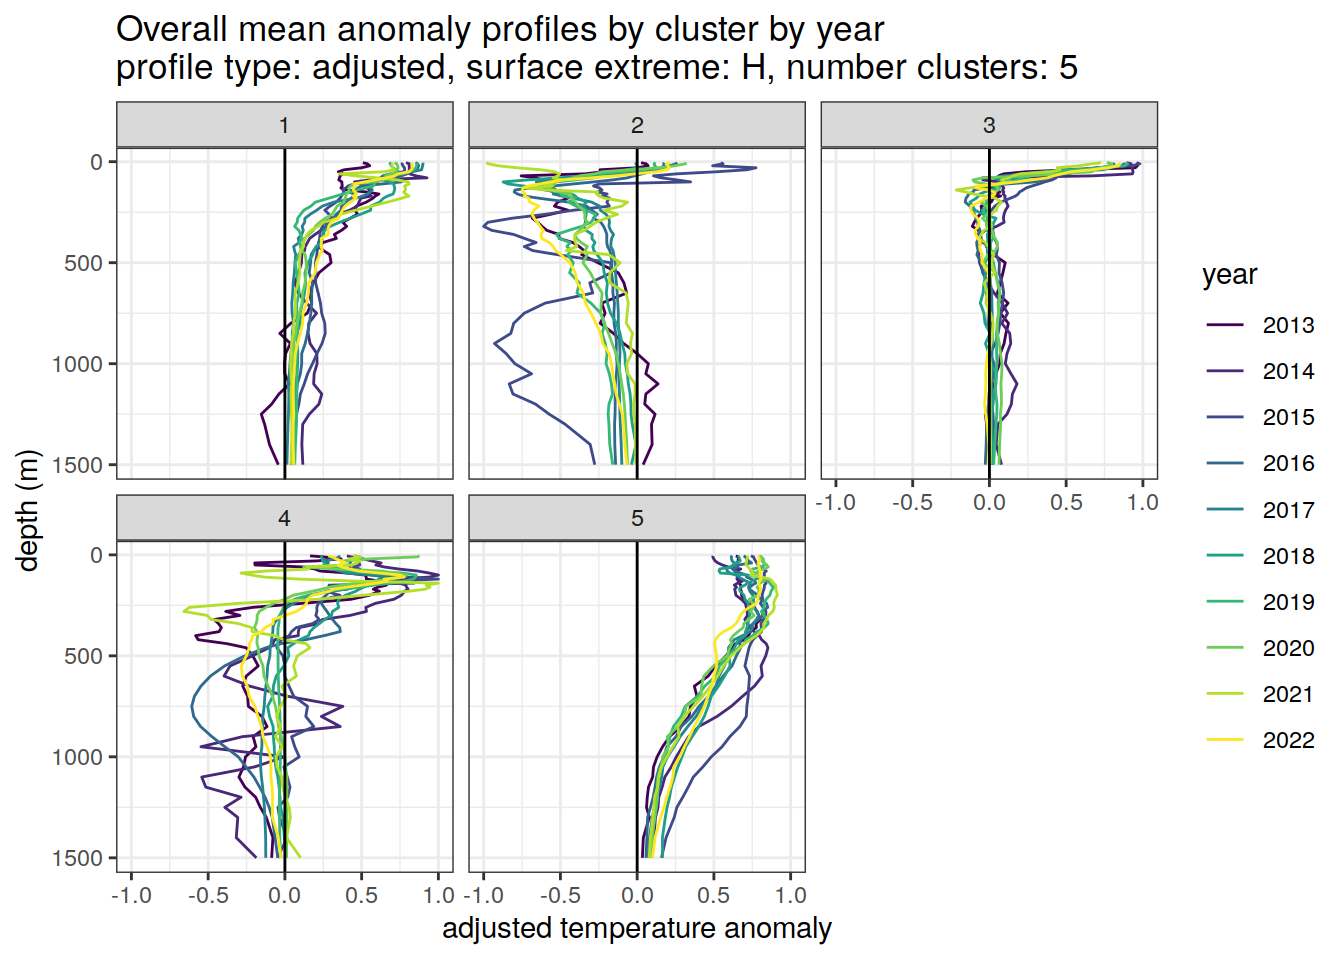 Overall mean anomaly profiles by cluster by year
profile type: adjusted, surface extreme: H, number clusters: 5
1
2
3
0
500
1000
1500
-1.0 -0.5 0.0 0.5 1.0
4
5
0
500
1000
1500
-1.0 -0.5 0.0 0.5 1.0
-1.0 -0.5 0.0 0.5 1.0
depth (m)
adjusted temperature anomaly
year
2013
2014
2015
2016
2017
2018
2019
2020
2021
2022